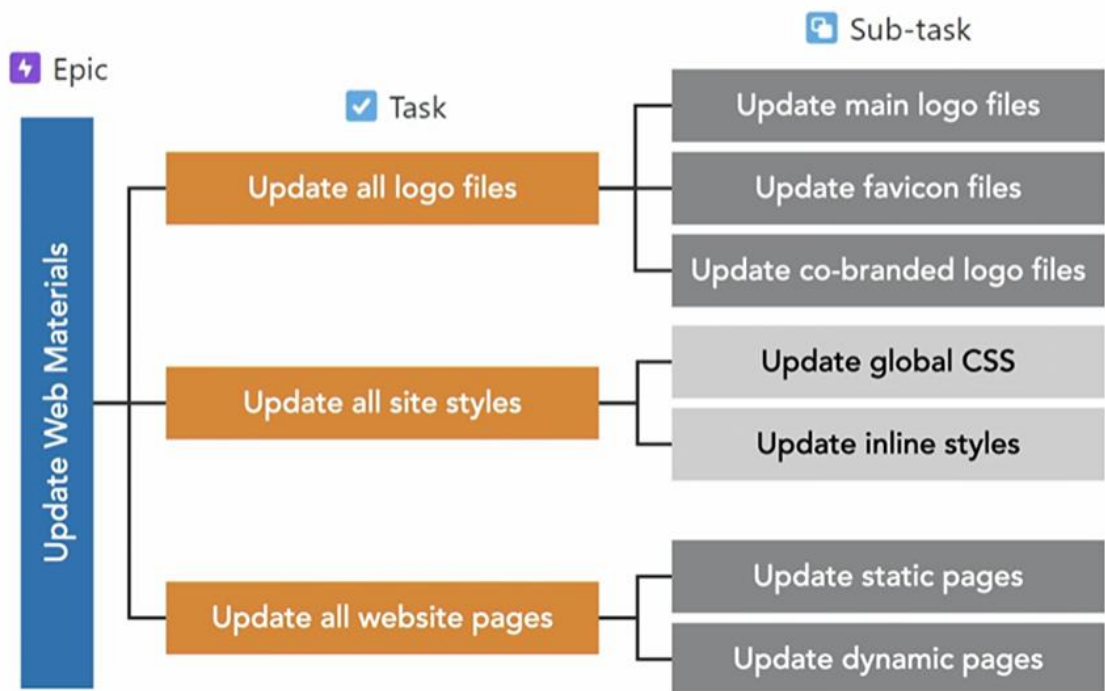 Sub-task
Epic
Task
Update Web Materials
Update all logo files
Update main logo files
Update favicon files
Update co-branded logo files
Update all site styles
Update global CSS
Update inline styles
Update all website pages
Update static pages
Update dynamic pages